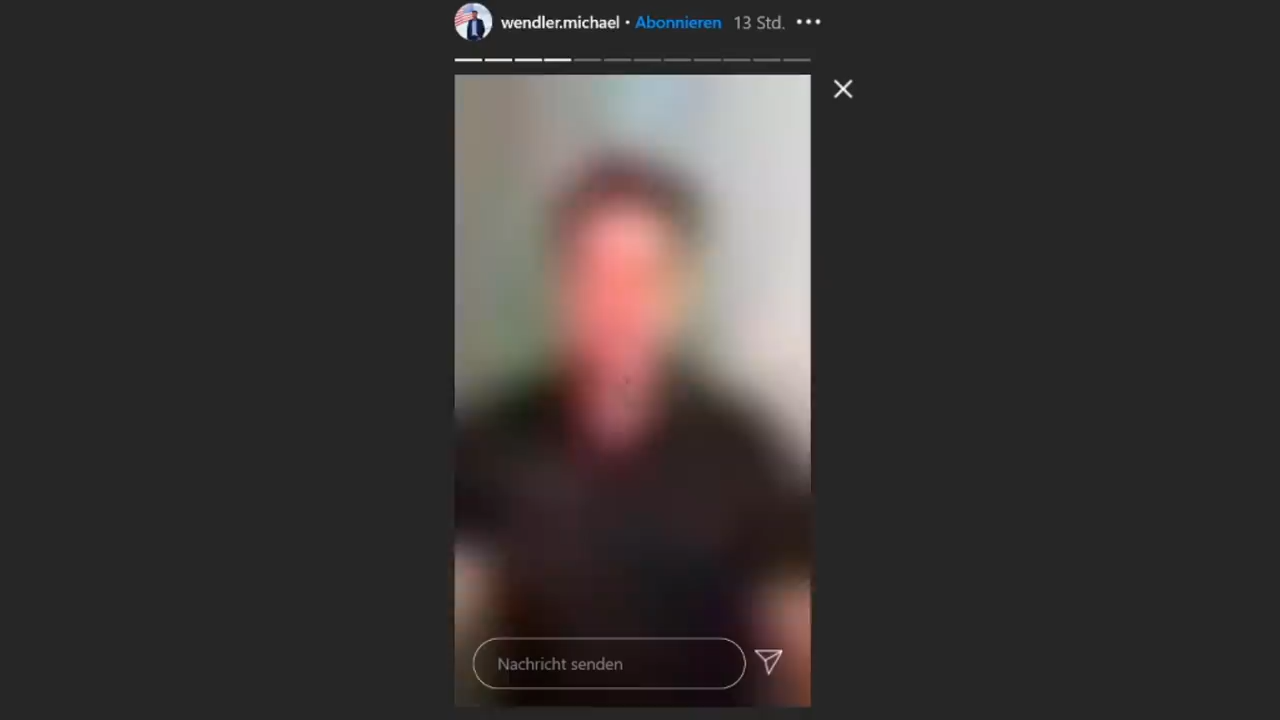 wendler.michael • Abonnieren 13 Std.
Nachricht senden